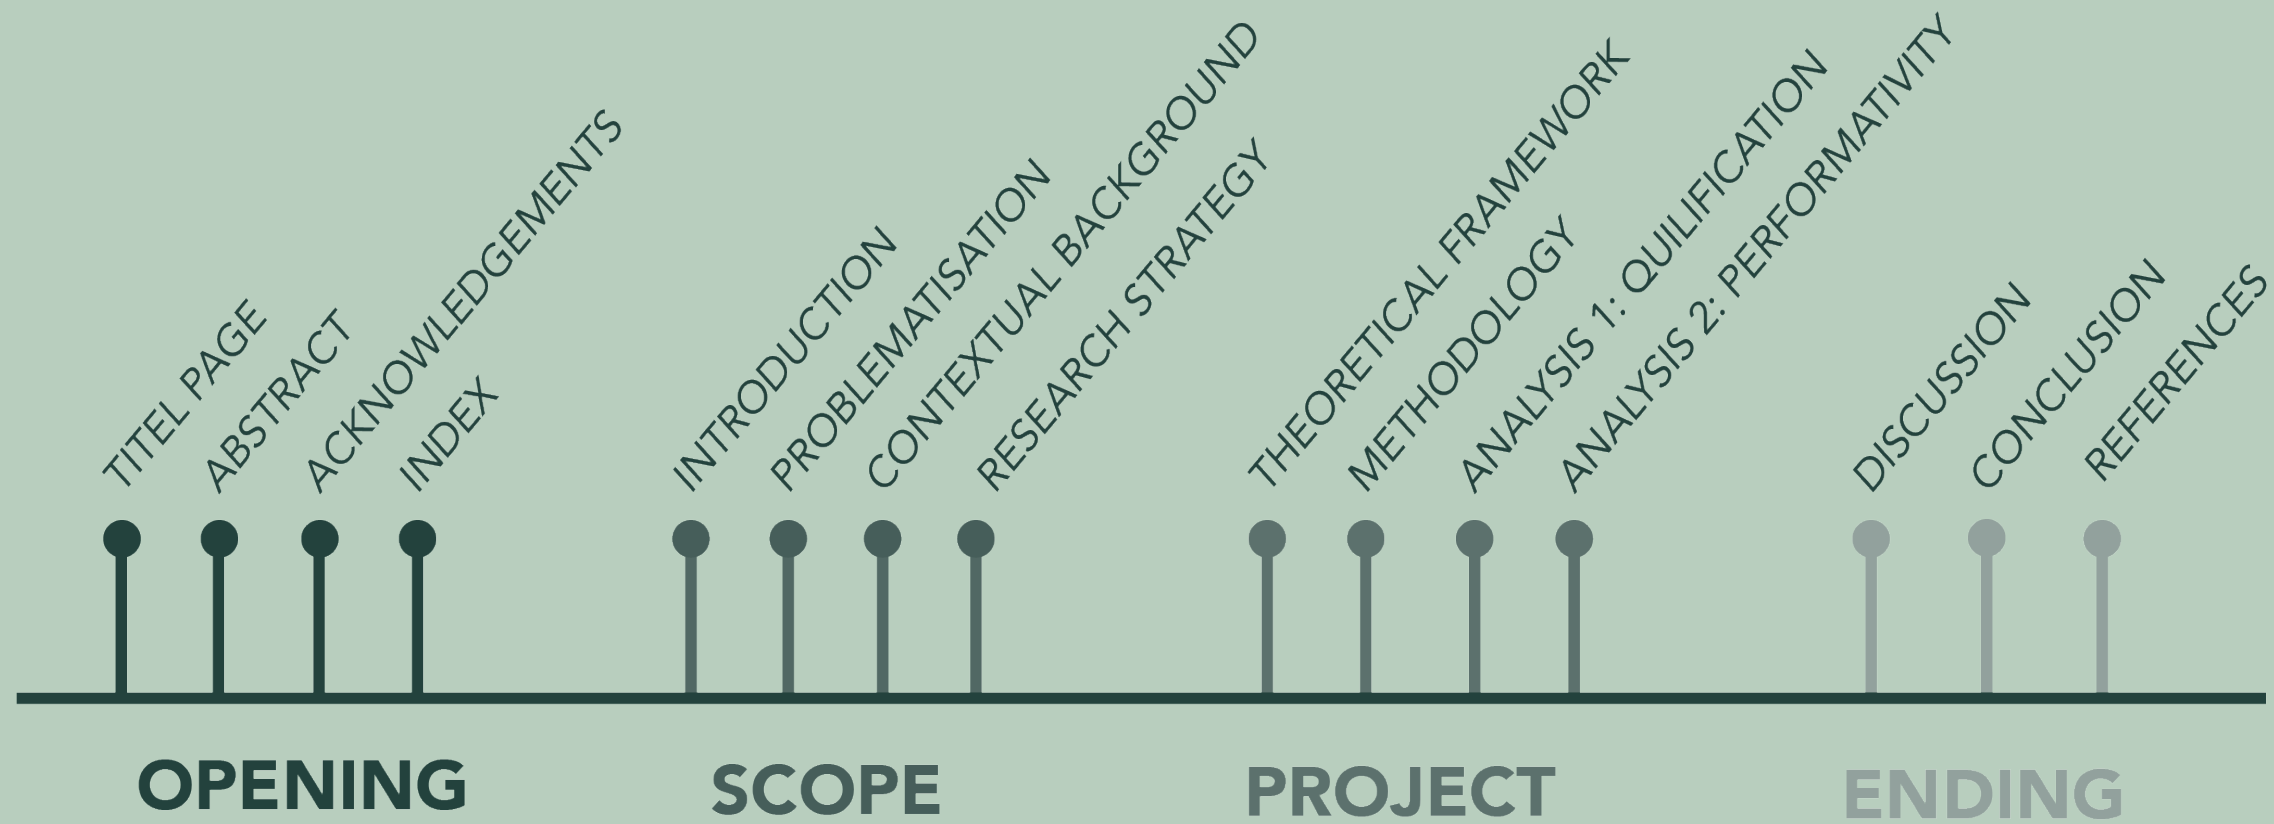 TITEL PAGE
ABSTRACT
ACKNOWLEDGEMENTS
INDEX
INTRODUCTION
PROBLEMATISATION
CONTEXTUAL BACKGROUND
RESEARCH STRATEGY
THEORETICAL FRAMEWORK
METHODOLOGY
ANALYSIS 1: QUILIFICATION
ANALYSIS 2: PERFORMATIVITY
DISCUSSION
CONCLUSION
REFERENCES
OPENING
SCOPE
PROJECT
ENDING